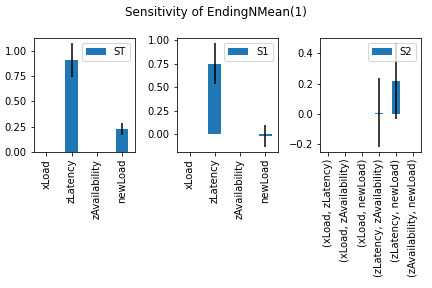 Sensitivity of EndingNMean(1)
1.00
0.75
0.50
0.25
0.00
ST
xLoad
zLatency
zAvailability
newLoad
1.00
0.75
0.50
0.25
0.00
S1
xLoad
zLatency
zAvailability
newLoad
0.4
0.2
0.0
−0.2
S2
(xLoad, zLatency)
(xLoad, zAvailability)
(xLoad, newLoad)
(zLatency, zAvailability)
(zLatency, newLoad)
(zAvailability, newLoad)